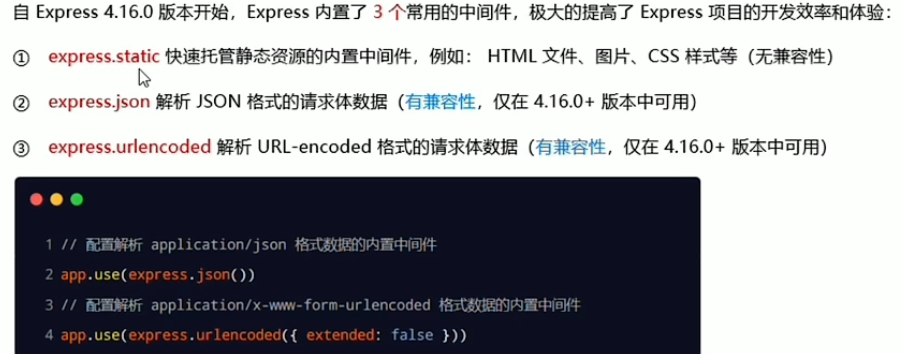 自 Express 4.16.0 版本开始，Express 内置了 3 个常用的中间件，极大的提高了 Express 项目的开发效率和体验：
① express.static 快速托管静态资源的内置中间件，例如： HTML 文件、图片、CSS 样式等（无兼容性）
② express.json 解析 JSON 格式的请求体数据（有兼容性，仅在 4.16.0+ 版本中可用）
③ express.urlencoded 解析 URL-encoded 格式的请求体数据（有兼容性，仅在 4.16.0+ 版本中可用）
1 // 配置解析 application/json 格式数据的内置中间件
2 app.use(express.json())
3 // 配置解析 application/x-www-form-urlencoded 格式数据的内置中间件
4 app.use(express.urlencoded({ extended: false }))